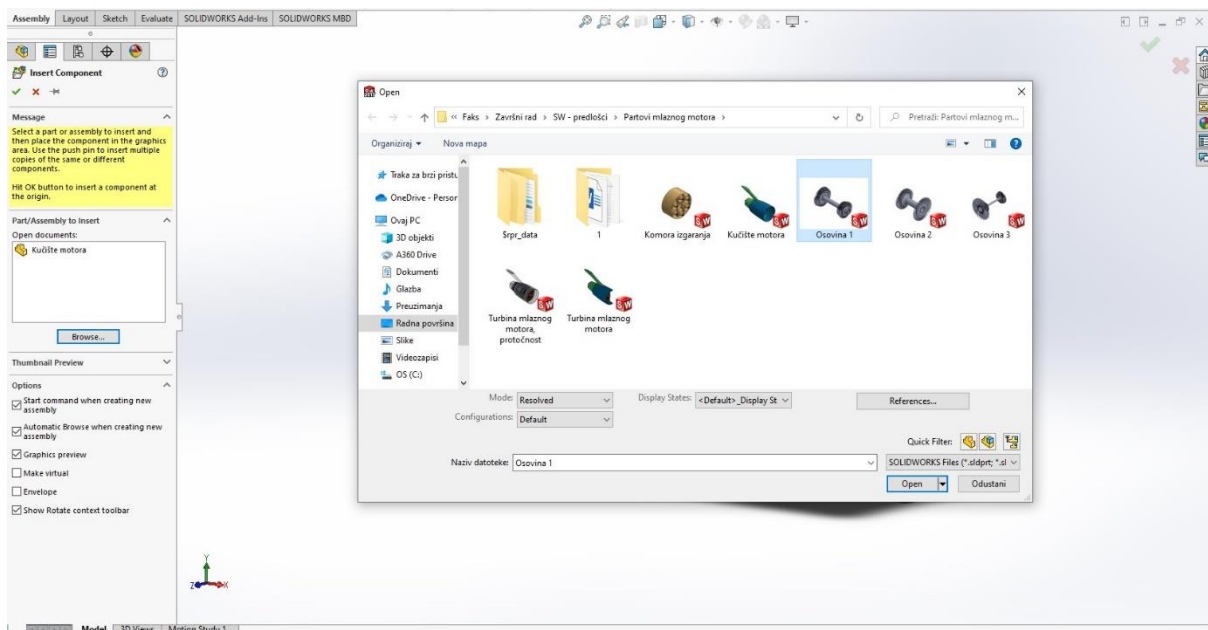 Assembly Layout Sketch Evaluate SOLIDWORKS Add-Ins SOLIDWORKS MBD
Insert Component
Message
Select a part or assembly to insert and
then place the component in the graphics
area. Use the push pin to insert multiple
copies of the same or different
components.
Hit OK button to insert a component at
the origin.
Part/Assembly to Insert
Open documents:
Kućište motora
Browse...
Thumbnail Preview
Options
Start command when creating new
assembly
Automatic Browse when creating new
assembly
Graphics preview
Make virtual
Envelope
Show Rotate context toolbar
Open
« Faks > Završni rad > SW - predlošci > Partovi mlaznog motora >
Pretraži: Partovi mlaznog m...
Organiziraj Nova mapa
Traka za brzi pristu
OneDrive - Person
Ovaj PC
3D objekti
A360 Drive
Dokumenti
Glazba
Preuzimanja
Radna površina
Slike
Videozapisi
OS (C:)
$rpr_data
1
Komora izgaranja
Kućište motora
Osovina 1
Osovina 2
Osovina 3
Turbina mlaznog
motora,
protočnost
Turbina mlaznog
motora
Mode: Resolved
Display States: <Default>_Display St
References...
Configurations: Default
Quick Filter:
Naziv datoteke: Osovina 1
SOLIDWORKS Files (*.sldprt; *.sl
Open Odustani
Y
Z X
Model 3D Views Motion Study 1